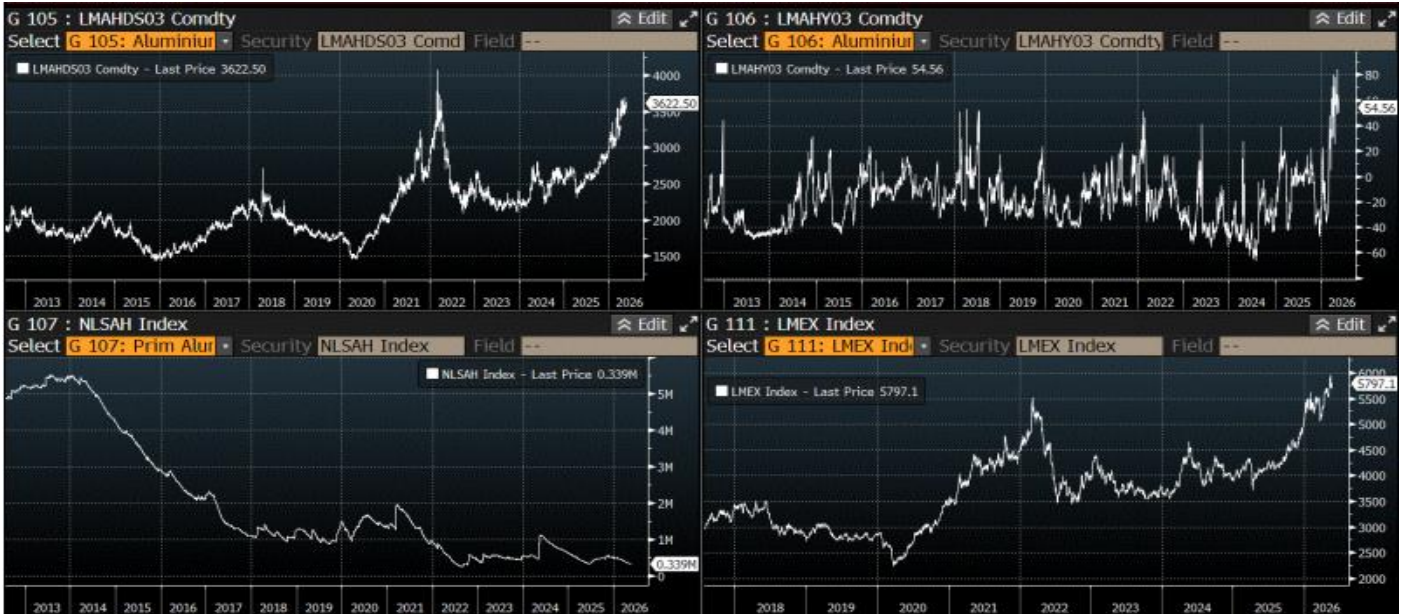 G 105 : LMAHDS03 Comdty
Edit
Select G 105: Aluminiur Security LMAHDS03 Comd Field --
LMAHDS03 Comdty - Last Price 3622.50
4000
3622.50
3500
3000
2500
2000
1500
2013 2014 2015 2016 2017 2018 2019 2020 2021 2022 2023 2024 2025 2026
G 106 : LMAHY03 Comdty
Edit
Select G 106: Aluminiur Security LMAHY03 Comdty Field --
LMAHY03 Comdty - Last Price 54.56
80
54.56
40
20
0
-20
-40
-60
2013 2014 2015 2016 2017 2018 2019 2020 2021 2022 2023 2024 2025 2026
G 107 : NLSAH Index
Edit
Select G 107: Prim Alur Security NLSAH Index Field --
NLSAH Index - Last Price 0.339M
5M
4M
3M
2M
1M
0.339M
0
2013 2014 2015 2016 2017 2018 2019 2020 2021 2022 2023 2024 2025 2026
G 111 : LMEX Index
Edit
Select G 111: LMEX Ind Security LMEX Index Field --
LMEX Index - Last Price 5797.1
6000
5797.1
5500
5000
4500
4000
3500
3000
2500
2000
2018 2019 2020 2021 2022 2023 2024 2025 2026